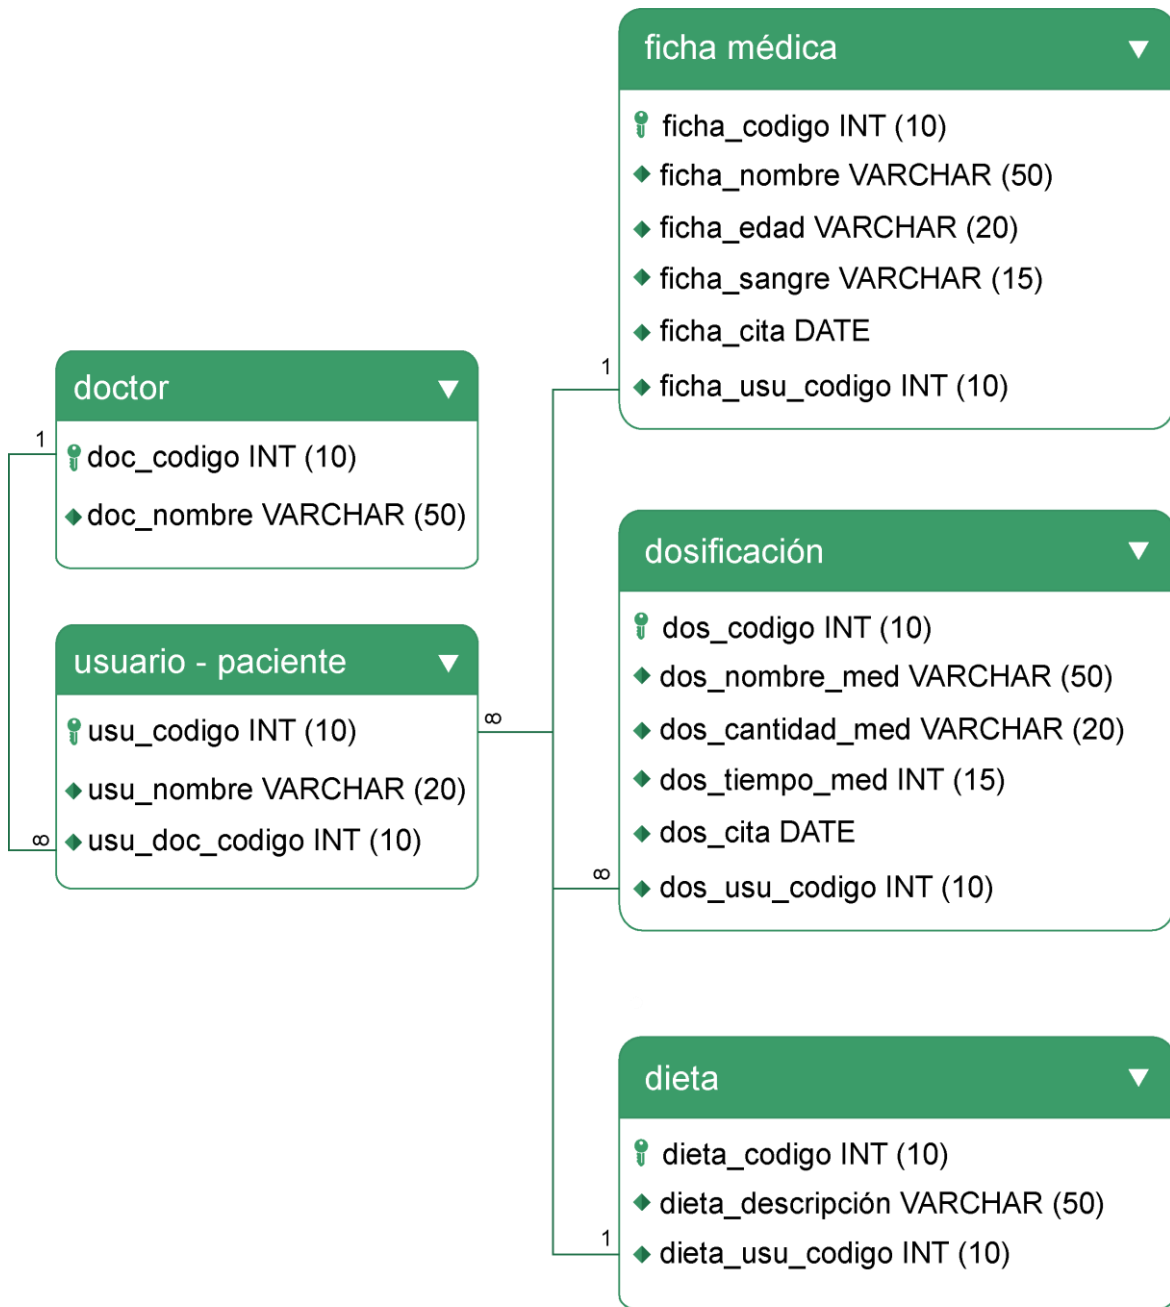 ficha médica
ficha_codigo INT (10)
ficha_nombre VARCHAR (50)
ficha_edad VARCHAR (20)
ficha_sangre VARCHAR (15)
ficha_cita DATE
ficha_usu_codigo INT (10)
1
doctor
1
doc_codigo INT (10)
doc_nombre VARCHAR (50)
usuario - paciente
usu_codigo INT (10)
usu_nombre VARCHAR (20)
usu_doc_codigo INT (10)
∞
∞
dosificación
dos_codigo INT (10)
dos_nombre_med VARCHAR (50)
dos_cantidad_med VARCHAR (20)
dos_tiempo_med INT (15)
dos_cita DATE
dos_usu_codigo INT (10)
∞
dieta
dieta_codigo INT (10)
dieta_descripción VARCHAR (50)
dieta_usu_codigo INT (10)
1